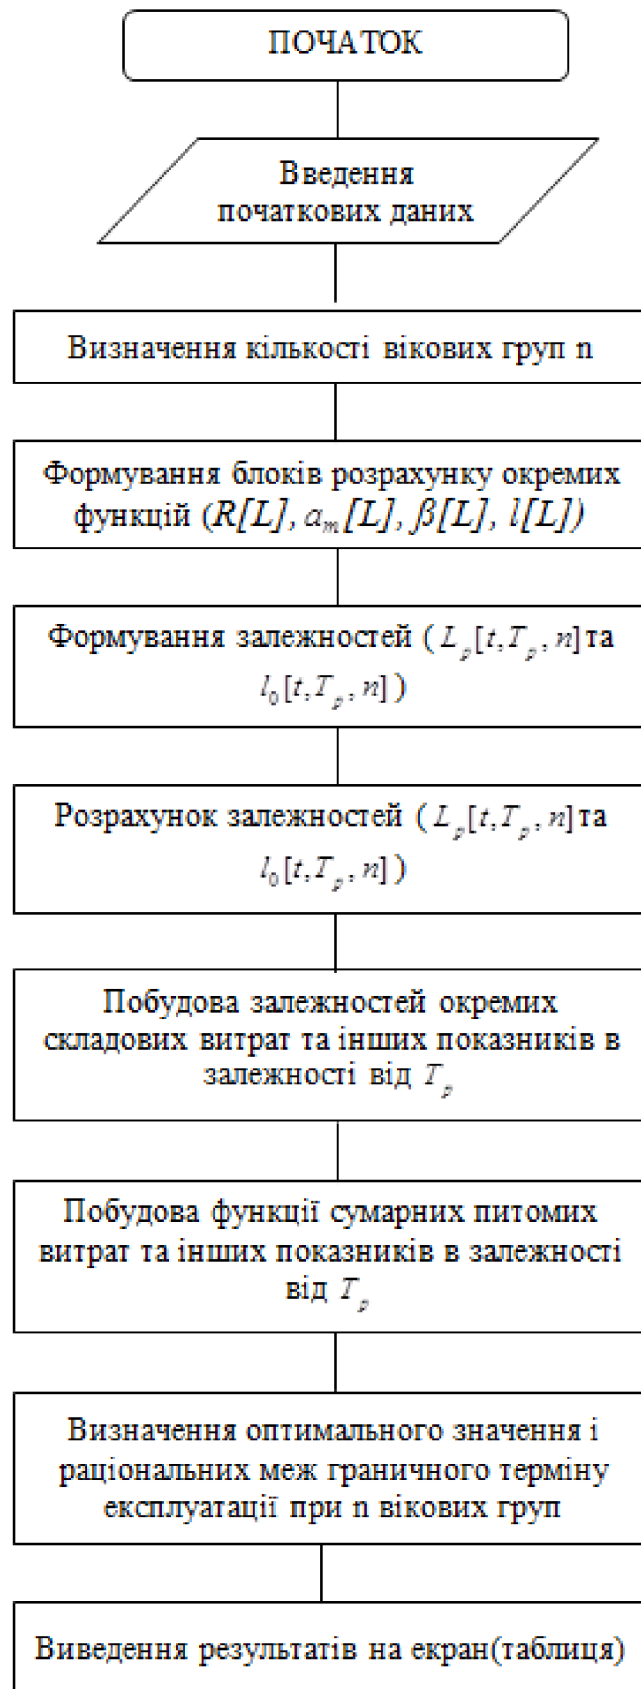 ПОЧАТОК
Введення
початкових даних
Визначення кількості вікових груп n
Формування блоків розрахунку окремих
функцій (R[L], aₘ[L], β[L], l[L])
Формування залежностей ( Lₚ[t,Tₚ,n] та
l₀[t,Tₚ,n] )
Розрахунок залежностей ( Lₚ[t,Tₚ,n] та
l₀[t,Tₚ,n] )
Побудова залежностей окремих
складових витрат та інших показників в
залежності від Tₚ
Побудова функції сумарних питомих
витрат та інших показників в залежності
від Tₚ
Визначення оптимального значення і
раціональних меж граничного терміну
експлуатації при n вікових груп
Виведення результатів на екран(таблиця)